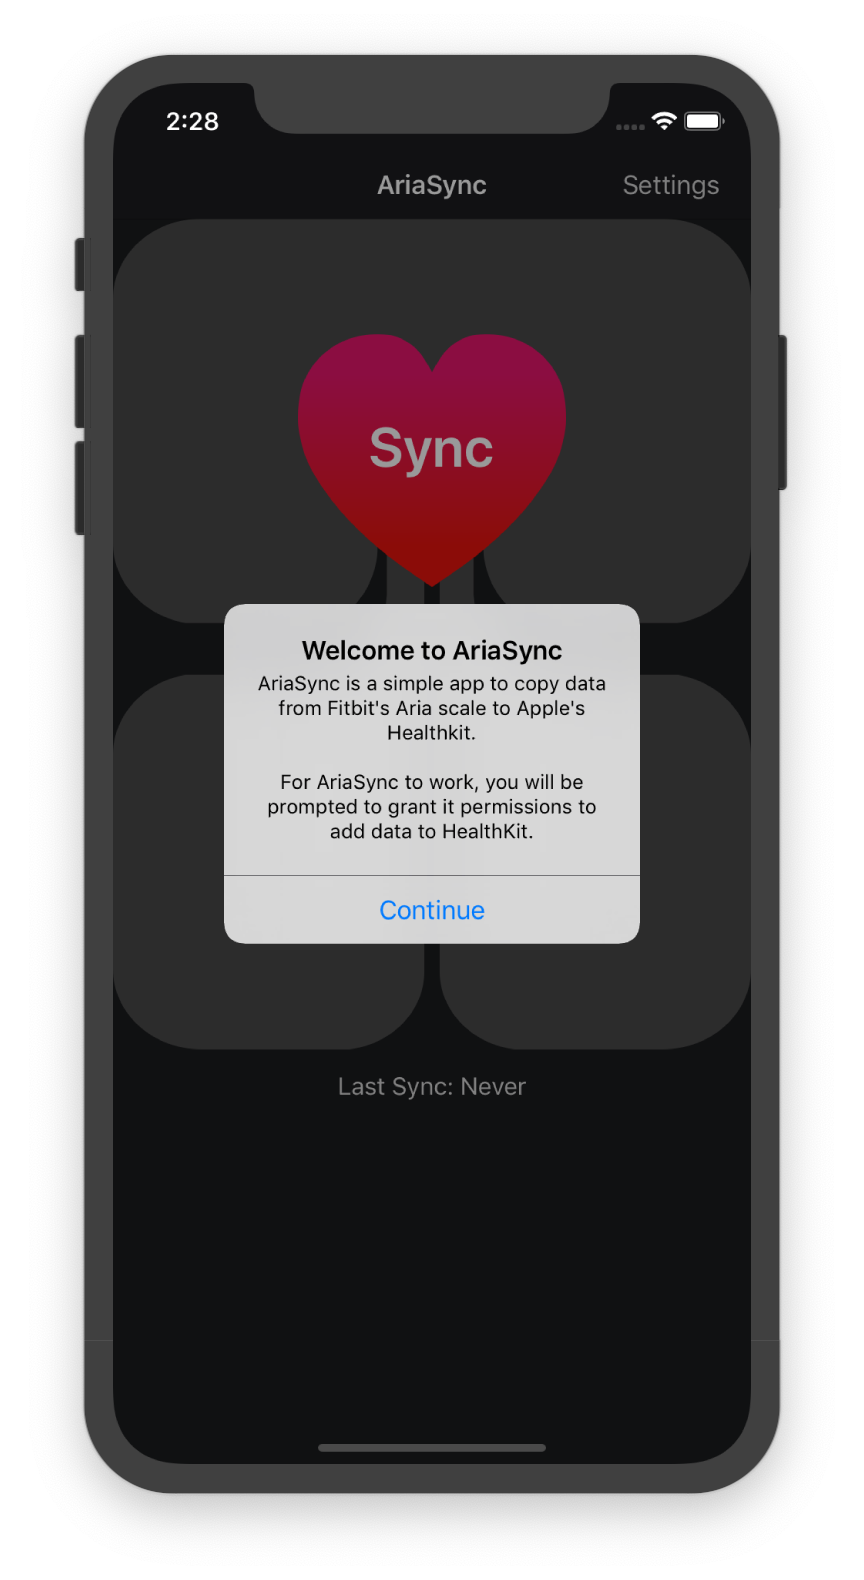 2:28
AriaSync
Settings
Sync
Welcome to AriaSync
AriaSync is a simple app to copy data
from Fitbit's Aria scale to Apple's
Healthkit.
For AriaSync to work, you will be
prompted to grant it permissions to
add data to HealthKit.
Continue
Last Sync: Never